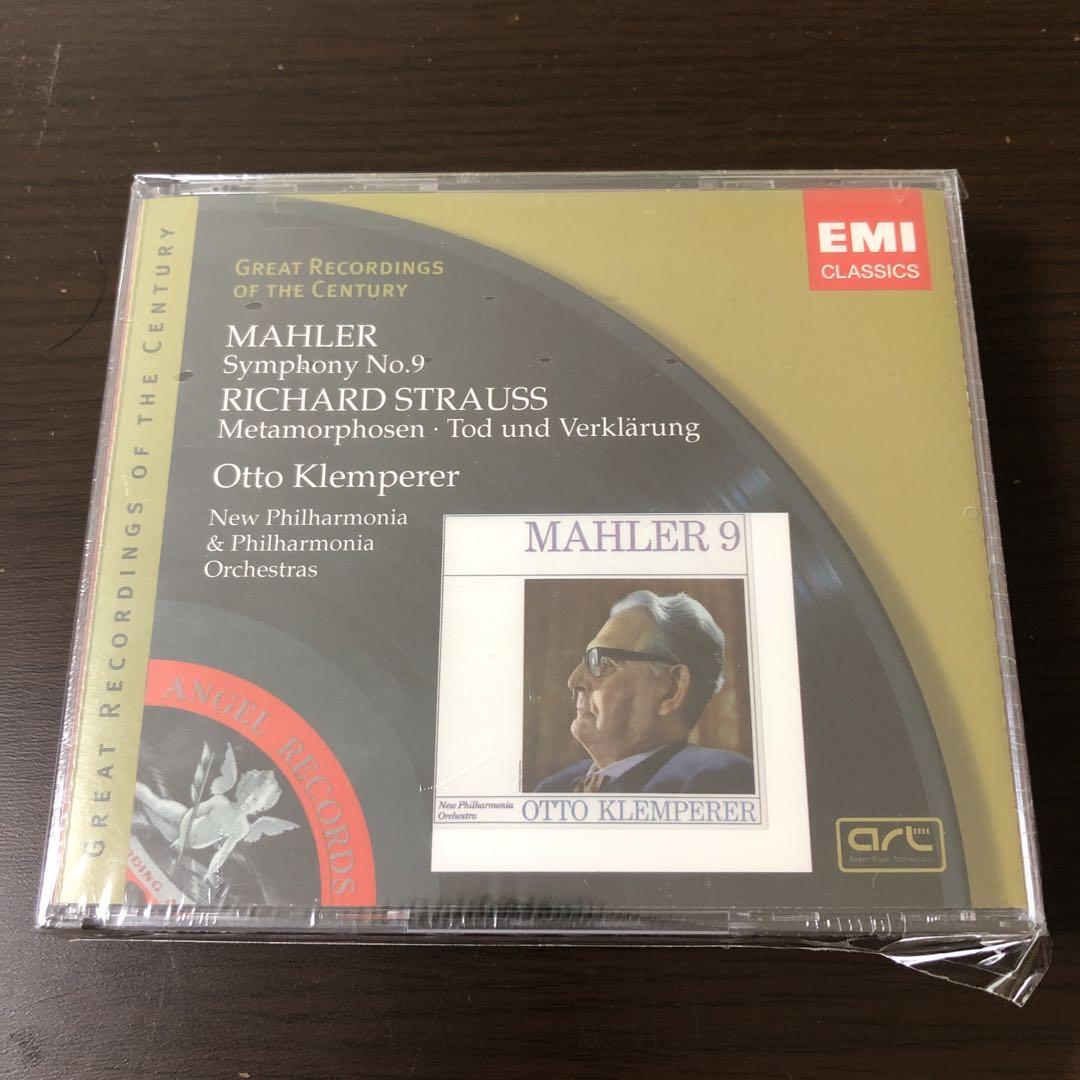 GREAT RECORDINGS OF THE CENTURY
EMI
CLASSICS
GREAT RECORDINGS
OF THE CENTURY
MAHLER
Symphony No.9
RICHARD STRAUSS
Metamorphosen · Tod und Verklärung
Otto Klemperer
New Philharmonia
& Philharmonia
Orchestras
MAHLER 9
New Philharmonia
Orchestra
OTTO KLEMPERER
ANGEL RECORDS
art